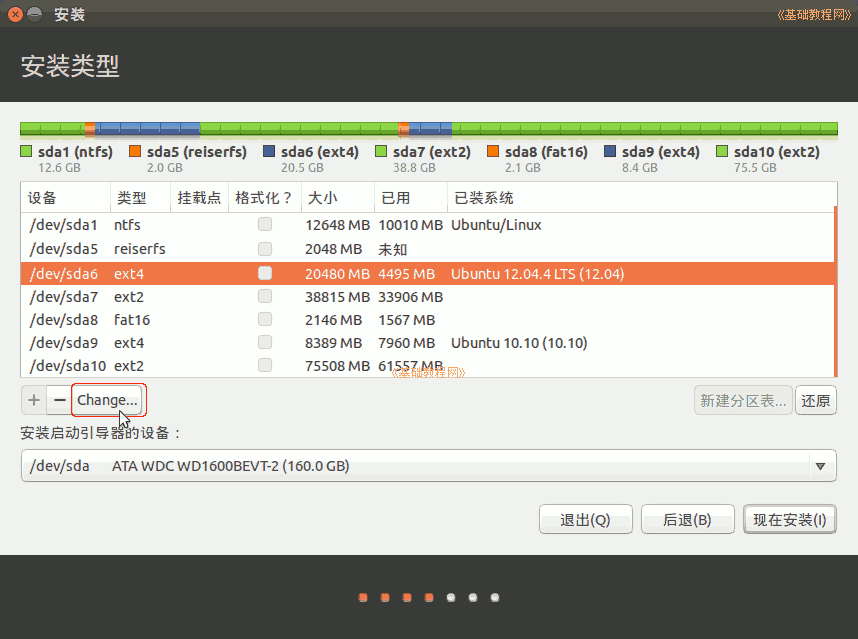 安装
《基础教程网》
安装类型
sda1 (ntfs) sda5 (reiserfs) sda6 (ext4) sda7 (ext2) sda8 (fat16) sda9 (ext4) sda10 (ext2)
12.6 GB 2.0 GB 20.5 GB 38.8 GB 2.1 GB 8.4 GB 75.5 GB
设备 类型 挂载点 格式化？ 大小 已用 已装系统
/dev/sda1 ntfs 12648 MB 10010 MB Ubuntu/Linux
/dev/sda5 reiserfs 2048 MB 未知
/dev/sda6 ext4 20480 MB 4495 MB Ubuntu 12.04.4 LTS (12.04)
/dev/sda7 ext2 38815 MB 33906 MB
/dev/sda8 fat16 2146 MB 1567 MB
/dev/sda9 ext4 8389 MB 7960 MB Ubuntu 10.10 (10.10)
/dev/sda10 ext2 75508 MB 61557 MB
《基础教程网》
+ − Change... 新建分区表... 还原
安装启动引导器的设备：
/dev/sda ATA WDC WD1600BEVT-2 (160.0 GB)
退出(Q) 后退(B) 现在安装(I)